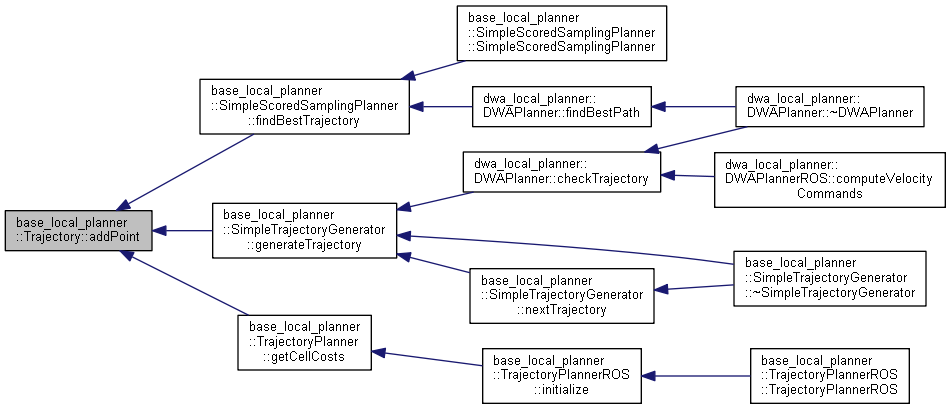 base_local_planner
::SimpleScoredSamplingPlanner
::SimpleScoredSamplingPlanner
base_local_planner
::SimpleScoredSamplingPlanner
::findBestTrajectory
dwa_local_planner::
DWAPlanner::findBestPath
dwa_local_planner::
DWAPlanner::~DWAPlanner
dwa_local_planner::
DWAPlanner::checkTrajectory
dwa_local_planner::
DWAPlannerROS::computeVelocity
Commands
base_local_planner
::Trajectory::addPoint
base_local_planner
::SimpleTrajectoryGenerator
::generateTrajectory
base_local_planner
::SimpleTrajectoryGenerator
::~SimpleTrajectoryGenerator
base_local_planner
::SimpleTrajectoryGenerator
::nextTrajectory
base_local_planner
::TrajectoryPlanner
::getCellCosts
base_local_planner
::TrajectoryPlannerROS
::initialize
base_local_planner
::TrajectoryPlannerROS
::TrajectoryPlannerROS